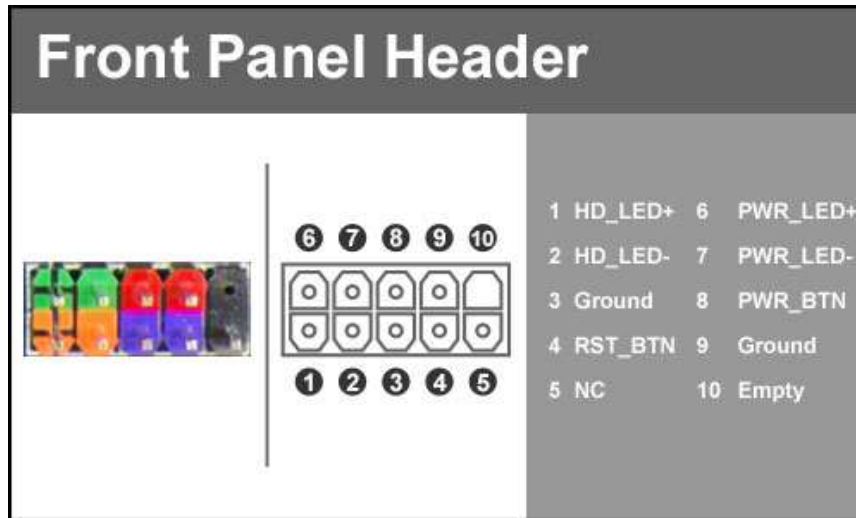 Front Panel Header
6 7 8 9 10
1 2 3 4 5
1 HD_LED+ 6 PWR_LED+
2 HD_LED- 7 PWR_LED-
3 Ground 8 PWR_BTN
4 RST_BTN 9 Ground
5 NC 10 Empty